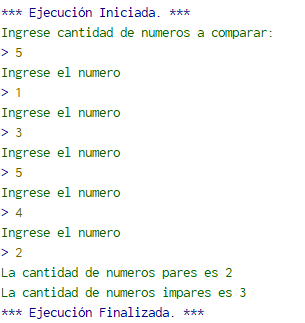 *** Ejecución Iniciada. ***
Ingrese cantidad de numeros a comparar:
> 5
Ingrese el numero
> 1
Ingrese el numero
> 3
Ingrese el numero
> 5
Ingrese el numero
> 4
Ingrese el numero
> 2
La cantidad de numeros pares es 2
La cantidad de numeros impares es 3
*** Ejecución Finalizada. ***